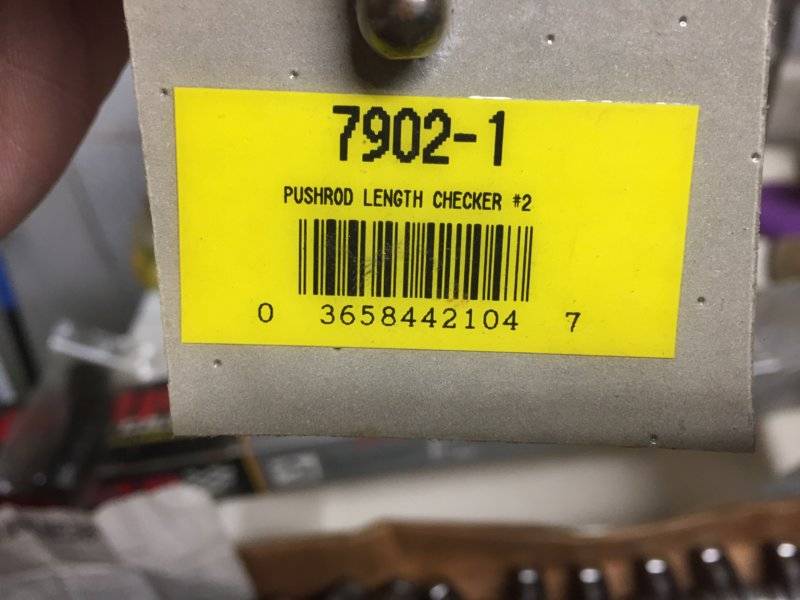 7902-1
PUSHROD LENGTH CHECKER #2
0 3658442104 7